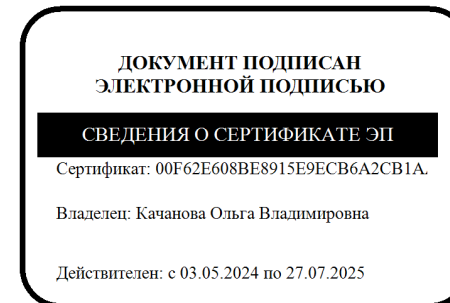 ДОКУМЕНТ ПОДПИСАН
ЭЛЕКТРОННОЙ ПОДПИСЬЮ
СВЕДЕНИЯ О СЕРТИФИКАТЕ ЭП
Сертификат: 00F62E608BE8915E9ECB6A2CB1A.
Владелец: Качанова Ольга Владимировна
Действителен: с 03.05.2024 по 27.07.2025